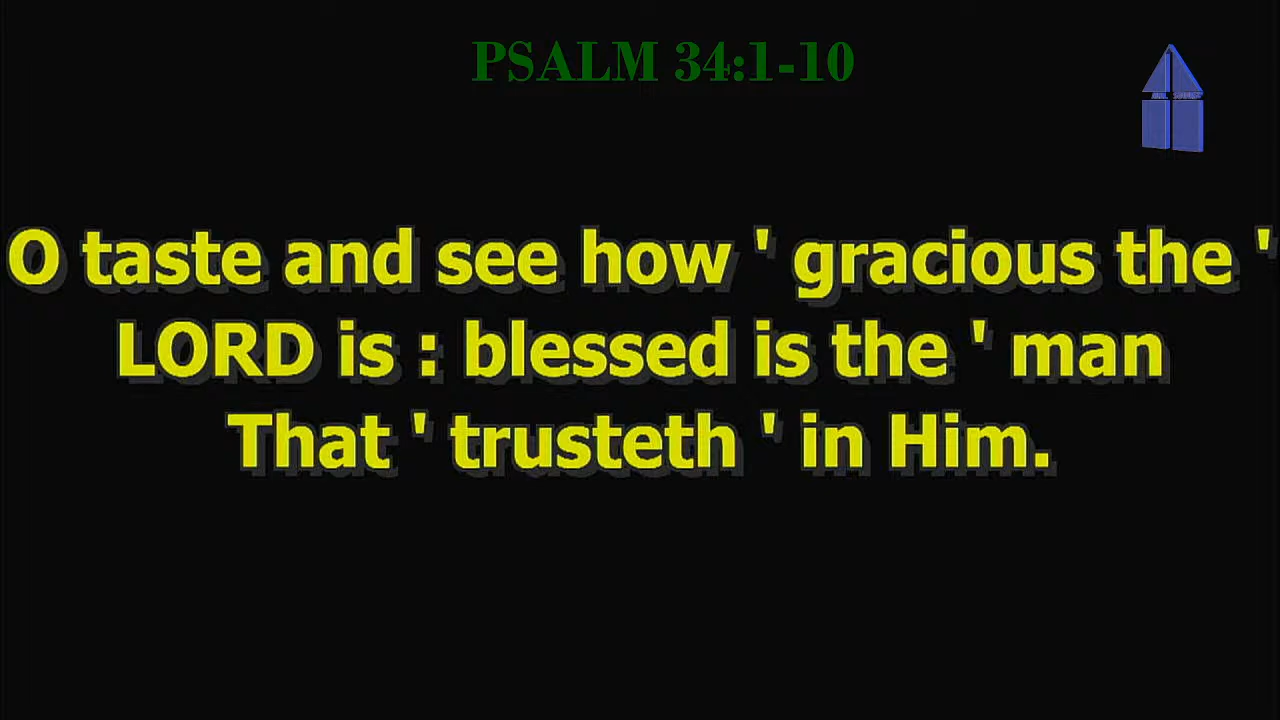 PSALM 34:1-10
O taste and see how ' gracious the '
LORD is : blessed is the ' man
That ' trusteth ' in Him.